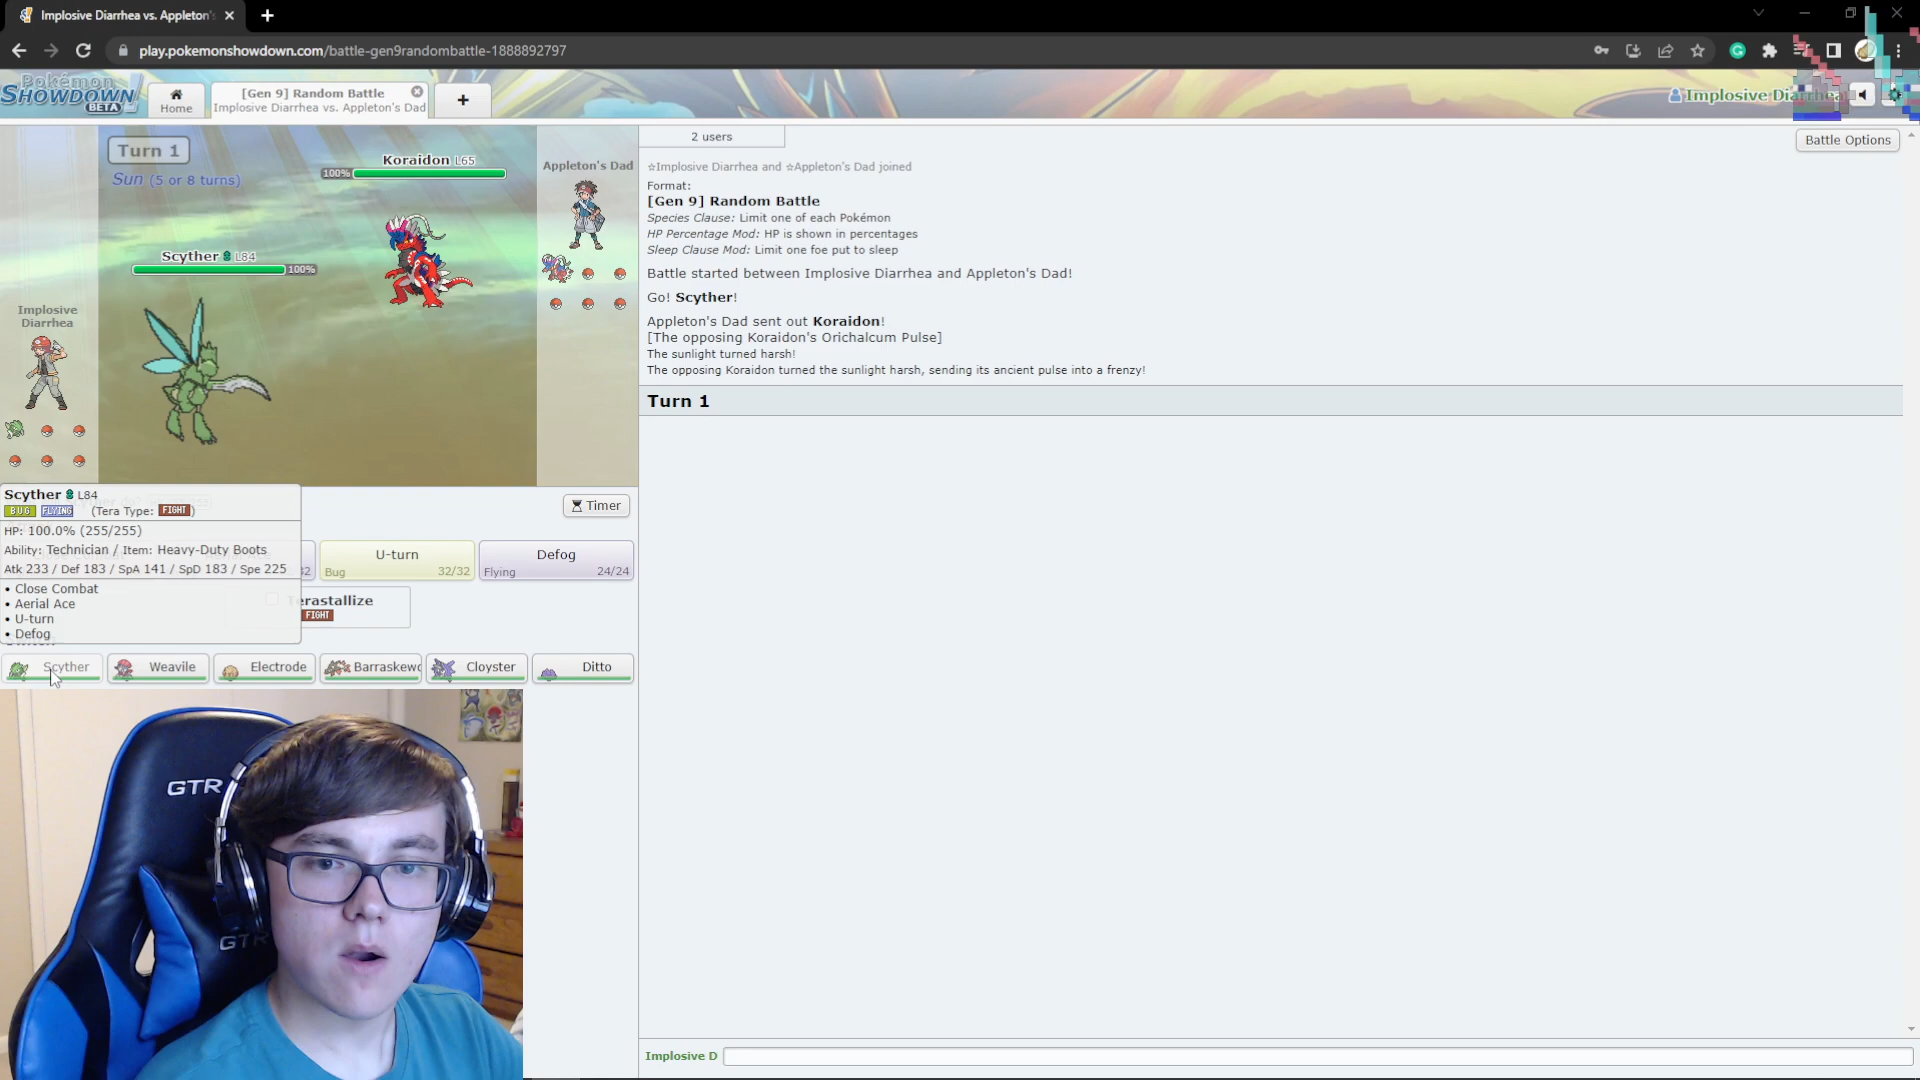 Implosive Diarrhea vs. Appleton's
play.pokemonshowdown.com/battle-gen9randombattle-1888892797
Pokémon
SHOWDOWN
BETA
Home
[Gen 9] Random Battle
Implosive Diarrhea vs. Appleton's Dad
Implosive Diarrhea
Turn 1
Sun (5 or 8 turns)
Koraidon L65
100%
Scyther L84
100%
Appleton's Dad
Implosive
Diarrhea
2 users
Battle Options
☆Implosive Diarrhea and ☆Appleton's Dad joined
Format:
[Gen 9] Random Battle
Species Clause: Limit one of each Pokémon
HP Percentage Mod: HP is shown in percentages
Sleep Clause Mod: Limit one foe put to sleep
Battle started between Implosive Diarrhea and Appleton's Dad!
Go! Scyther!
Appleton's Dad sent out Koraidon!
[The opposing Koraidon's Orichalcum Pulse]
The sunlight turned harsh!
The opposing Koraidon turned the sunlight harsh, sending its ancient pulse into a frenzy!
Turn 1
Scyther L84
BUG FLYING (Tera Type: FIGHT)
HP: 100.0% (255/255)
Ability: Technician / Item: Heavy-Duty Boots
Atk 233 / Def 183 / SpA 141 / SpD 183 / Spe 225
• Close Combat
• Aerial Ace
• U-turn
• Defog
Timer
U-turn
Bug 32/32
Defog
Flying 24/24
Terastallize
FIGHT
Scyther
Weavile
Electrode
Barraskewd
Cloyster
Ditto
GTR
GTR
Implosive D